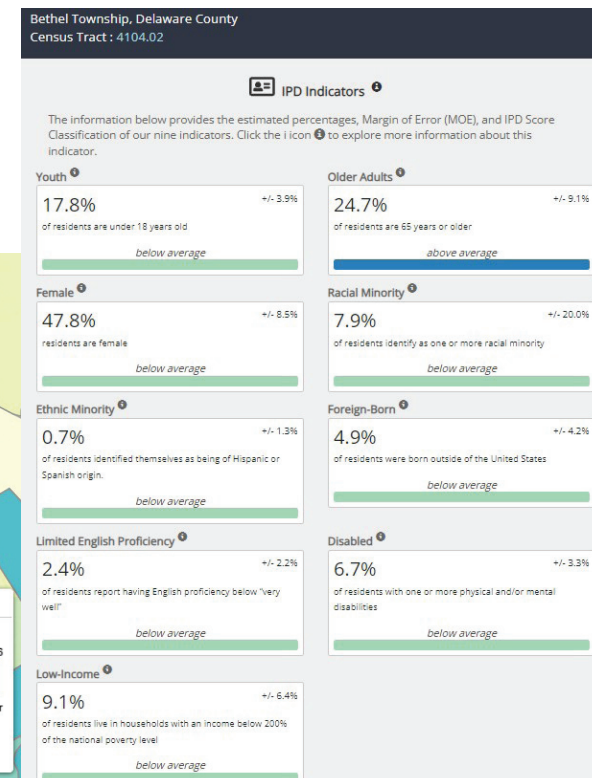 Bethel Township, Delaware County
Census Tract : 4104.02
IPD Indicators
The information below provides the estimated percentages, Margin of Error (MOE), and IPD Score
Classification of our nine indicators. Click the i icon i to explore more information about this
indicator.
Youth
17.8% +/- 3.9%
of residents are under 18 years old
below average
Older Adults
24.7% +/- 9.1%
of residents are 65 years or older
above average
Female
47.8% +/- 8.5%
residents are female
below average
Racial Minority
7.9% +/- 20.0%
of residents identify as one or more racial minority
below average
Ethnic Minority
0.7% +/- 1.3%
of residents identified themselves as being of Hispanic or
Spanish origin.
below average
Foreign-Born
4.9% +/- 4.2%
of residents were born outside of the United States
below average
Limited English Proficiency
2.4% +/- 2.2%
of residents report having English proficiency below "very
well"
below average
Disabled
6.7% +/- 3.3%
of residents with one or more physical and/or mental
disabilities
below average
Low-Income
9.1% +/- 6.4%
of residents live in households with an income below 200%
of the national poverty level
below average